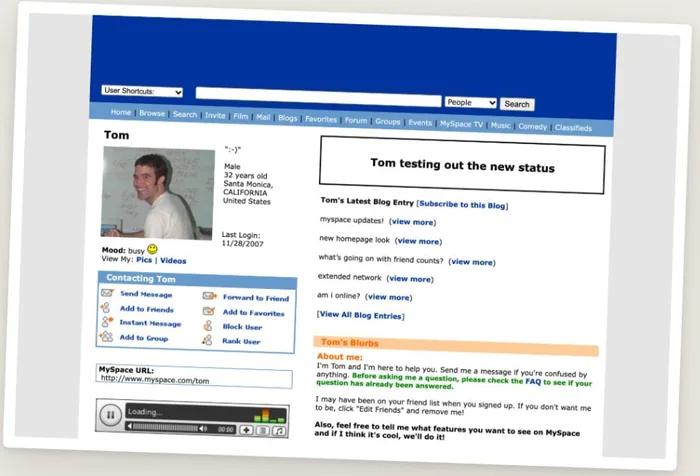 User Shortcuts:
People
Search
Home | Browse | Search | Invite | Film | Mail | Blogs | Favorites | Forum | Groups | Events | MySpace TV | Music | Comedy | Classifieds
Tom
":-)"
Male
32 years old
Santa Monica,
CALIFORNIA
United States
Last Login:
11/28/2007
Mood: busy
View My: Pics | Videos
Contacting Tom
Send Message
Forward to Friend
Add to Friends
Add to Favorites
Instant Message
Block User
Add to Group
Rank User
MySpace URL:
http://www.myspace.com/tom
Loading...
00:00
Tom testing out the new status
Tom's Latest Blog Entry [Subscribe to this Blog]
myspace updates! (view more)
new homepage look (view more)
what's going on with friend counts? (view more)
extended network (view more)
am i online? (view more)
[View All Blog Entries]
Tom's Blurbs
About me:
I'm Tom and I'm here to help you. Send me a message if you're confused by
anything. Before asking me a question, please check the FAQ to see if your
question has already been answered.
I may have been on your friend list when you signed up. If you don't want me
to be, click "Edit Friends" and remove me!
Also, feel free to tell me what features you want to see on MySpace
and if I think it's cool, we'll do it!